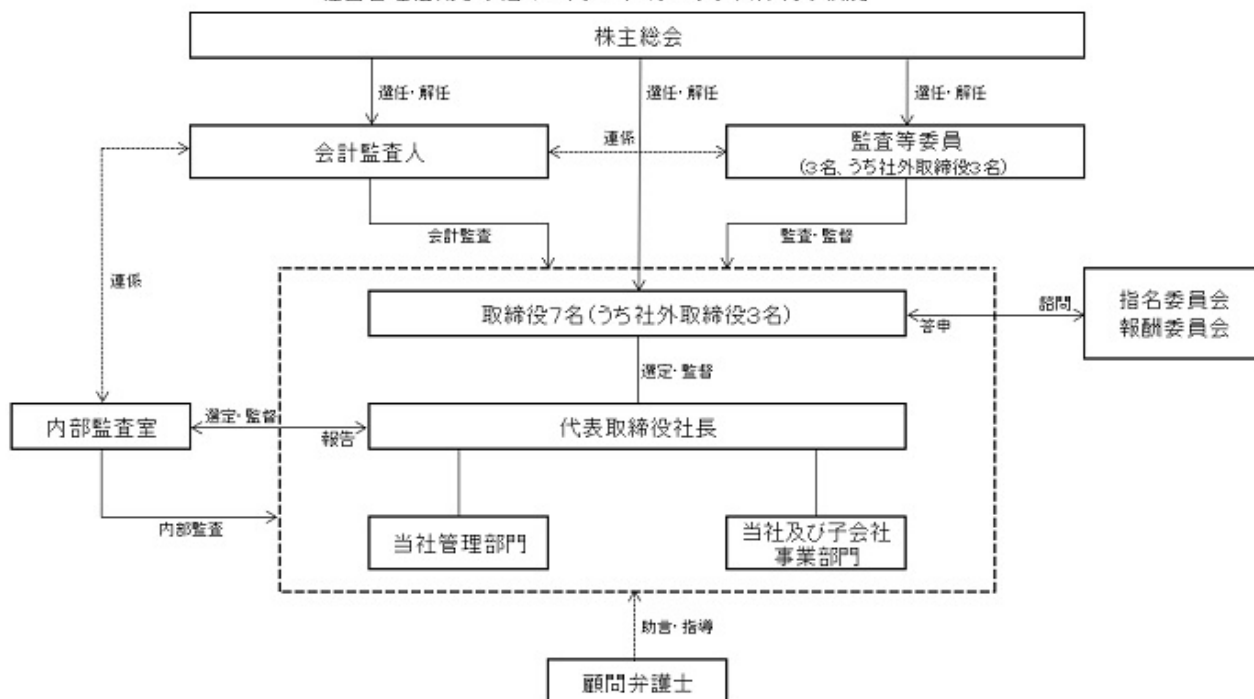 株主総会
選任・解任
選任・解任
選任・解任
会計監査人
連係
監査等委員
(3名、うち社外取締役3名)
会計監査
監査・監督
連係
取締役7名(うち社外取締役3名)
諮問
答申
指名委員会
報酬委員会
選定・監督
内部監査室
選定・監督
報告
代表取締役社長
内部監査
当社管理部門
当社及び子会社
事業部門
助言・指導
顧問弁護士